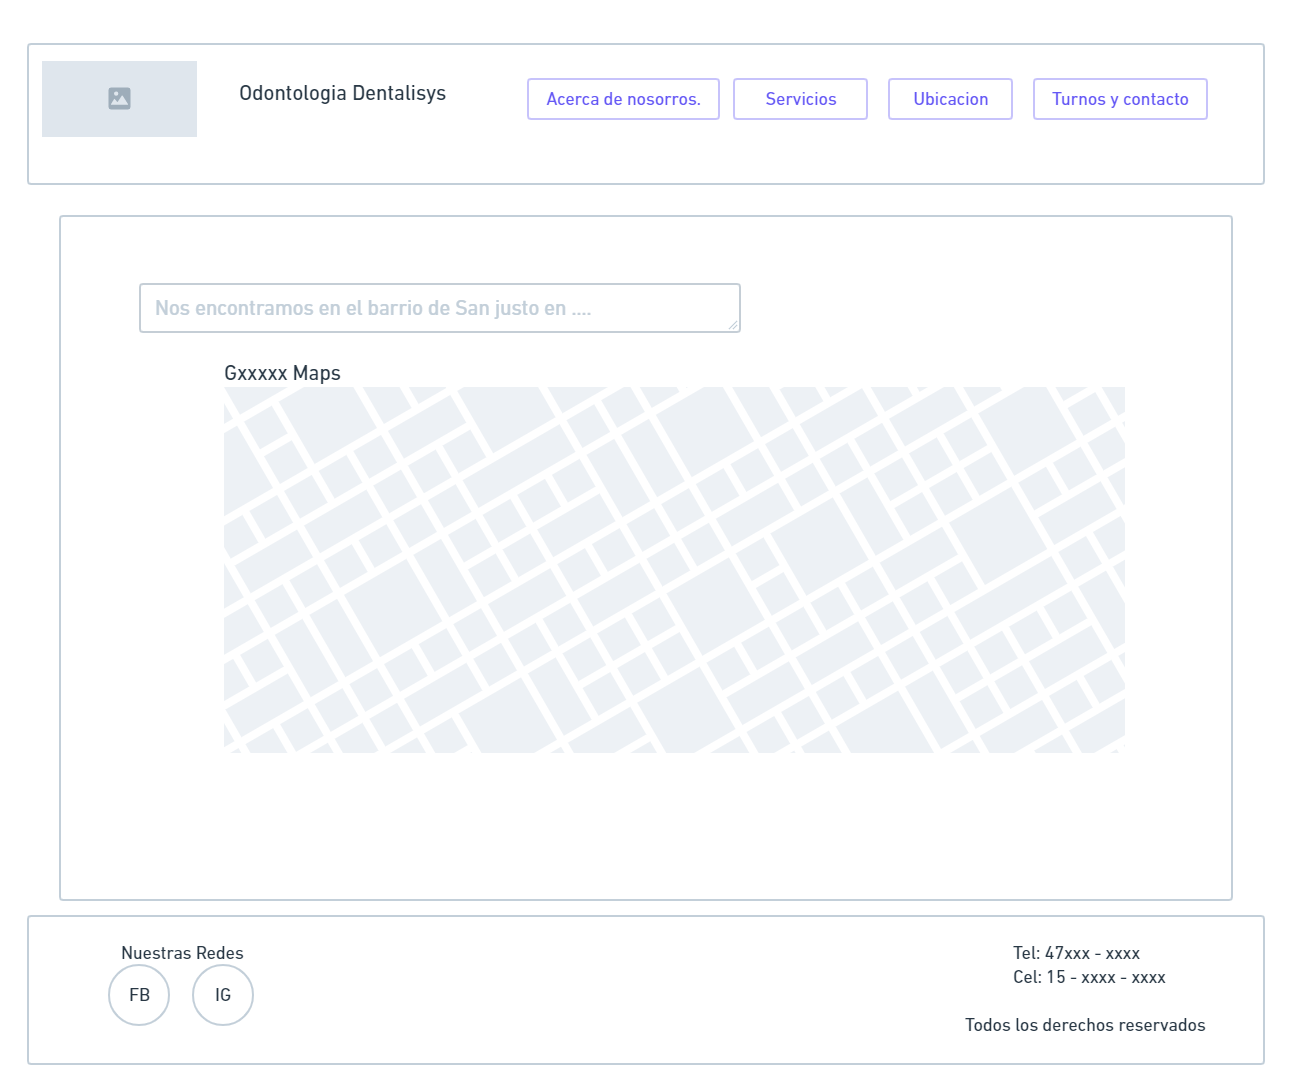 Odontologia Dentalisys
Acerca de nosorros.
Servicios
Ubicacion
Turnos y contacto
Nos encontramos en el barrio de San justo en ....
Gxxxxx Maps
Nuestras Redes
FB
IG
Tel: 47xxx - xxxx
Cel: 15 - xxxx - xxxx
Todos los derechos reservados